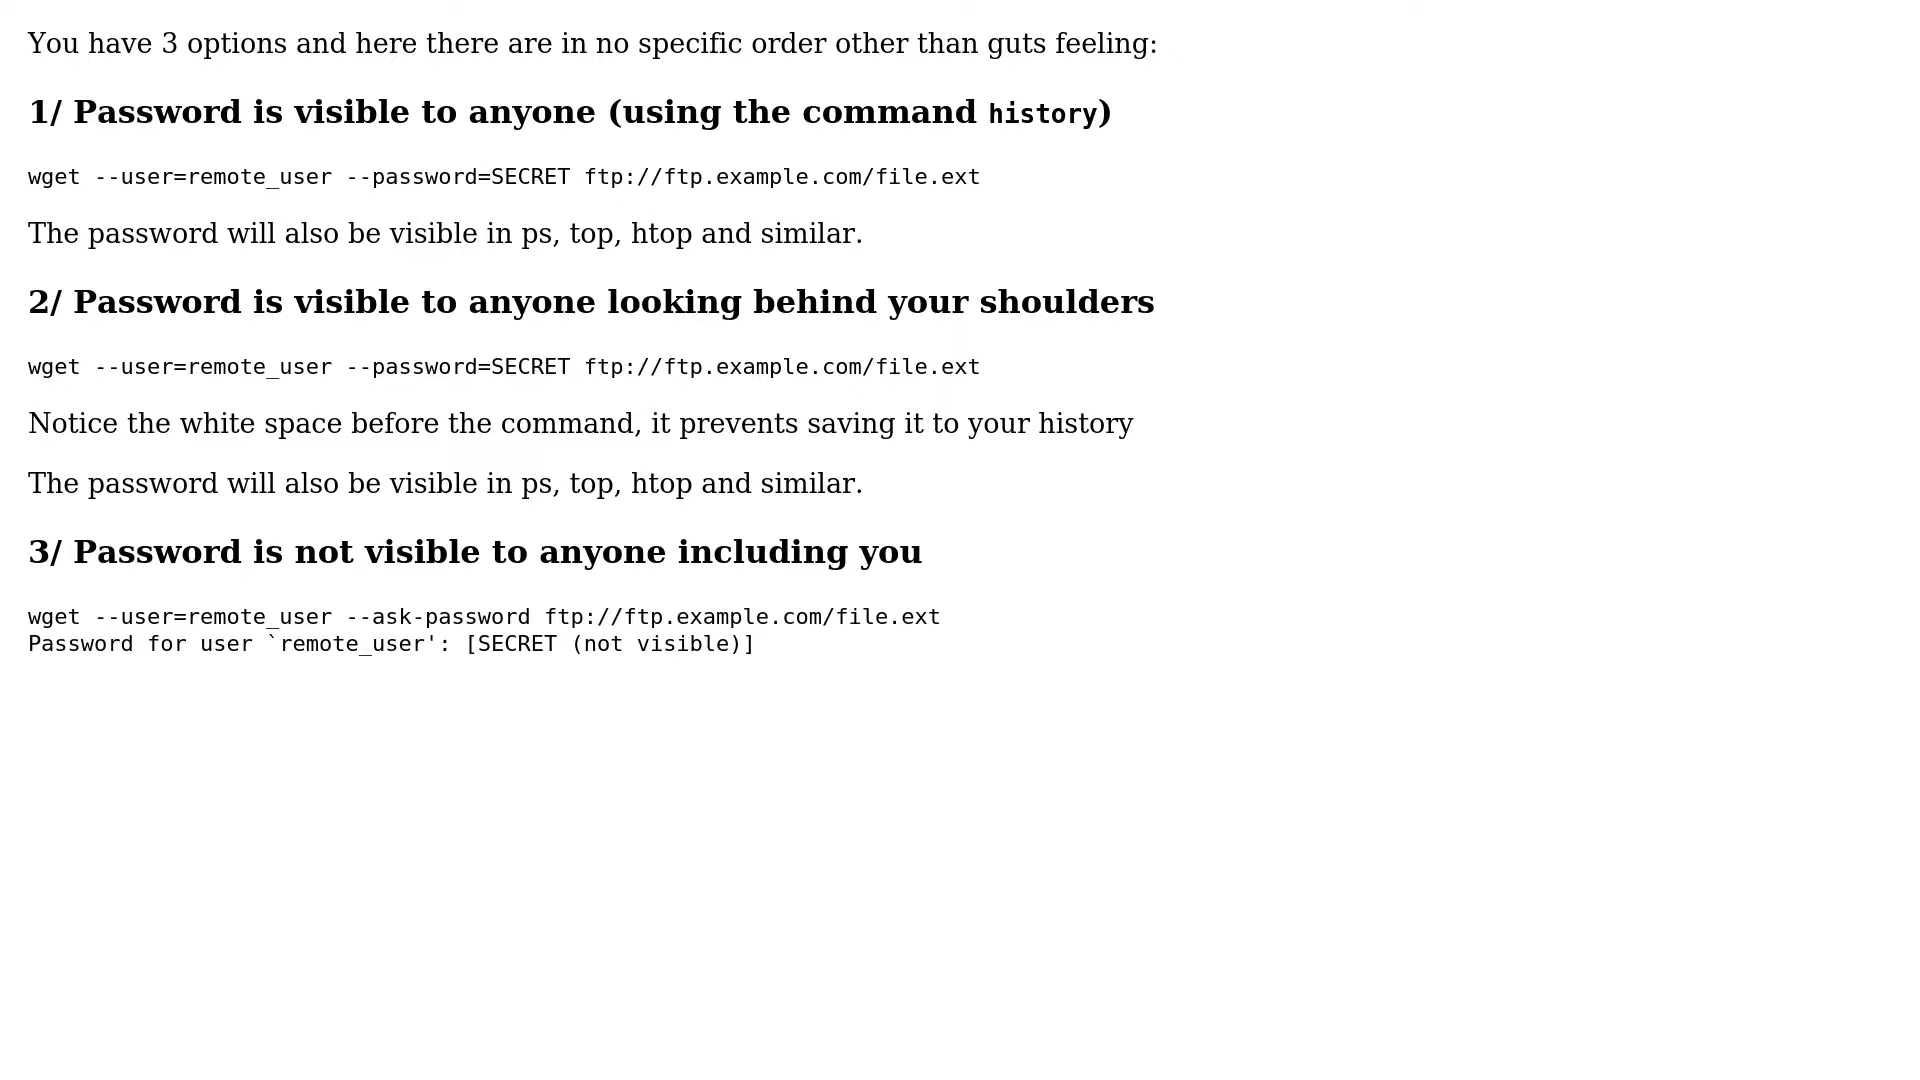 You have 3 options and here there are in no specific order other than guts feeling:
1/ Password is visible to anyone (using the command history)
wget --user=remote_user --password=SECRET ftp://ftp.example.com/file.ext
The password will also be visible in ps, top, htop and similar.
2/ Password is visible to anyone looking behind your shoulders
wget --user=remote_user --password=SECRET ftp://ftp.example.com/file.ext
Notice the white space before the command, it prevents saving it to your history
The password will also be visible in ps, top, htop and similar.
3/ Password is not visible to anyone including you
wget --user=remote_user --ask-password ftp://ftp.example.com/file.ext
Password for user `remote_user': [SECRET (not visible)]